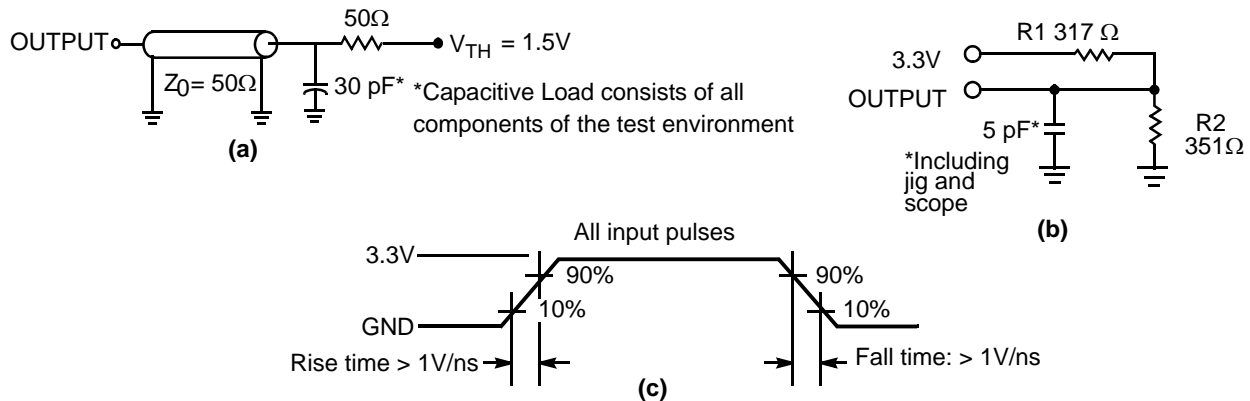 50Ω
OUTPUT
V_TH = 1.5V
Z0= 50Ω
30 pF*
*Capacitive Load consists of all
components of the test environment
(a)
R1 317 Ω
3.3V
OUTPUT
5 pF*
R2
351Ω
*Including
jig and
scope
(b)
All input pulses
3.3V
90%
90%
10%
10%
GND
Rise time > 1V/ns
Fall time: > 1V/ns
(c)